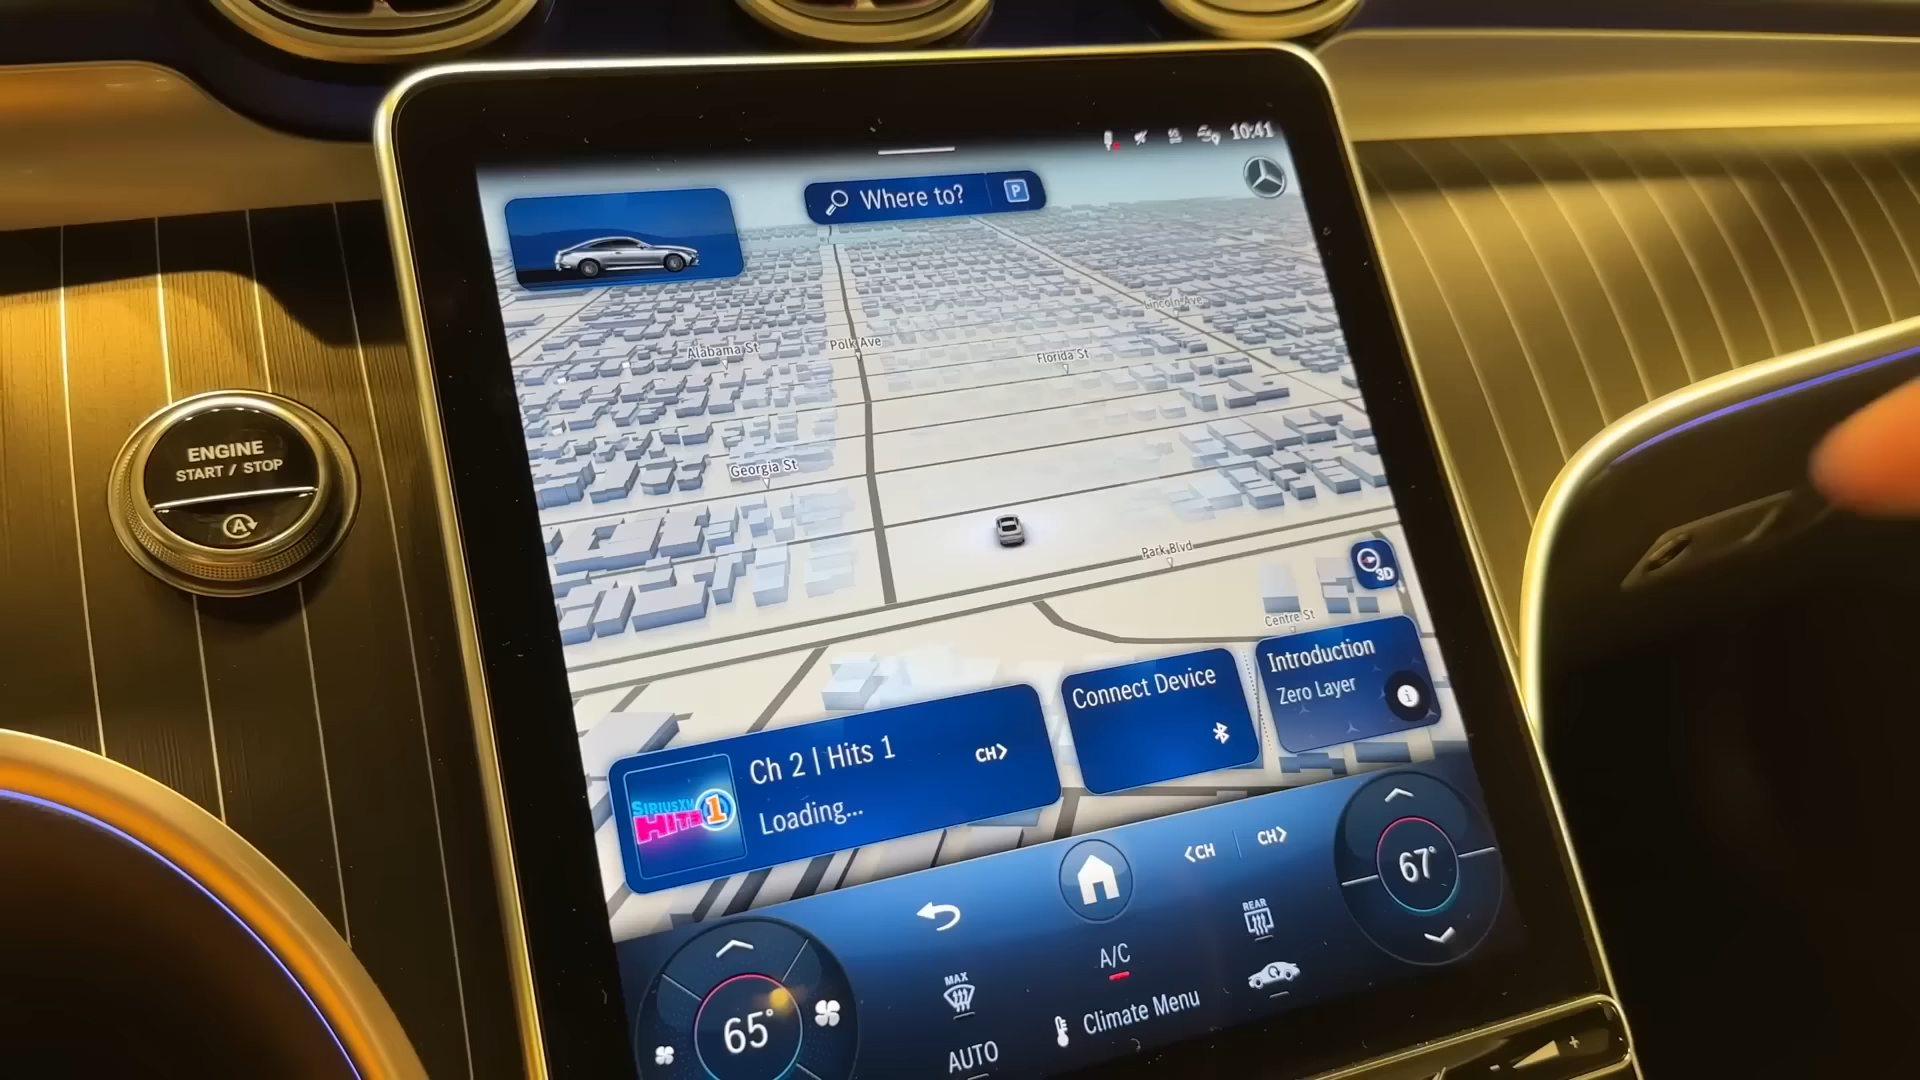 10:41
Where to?
P
Lincoln Ave
Alabama St
Polk Ave
Florida St
Georgia St
ENGINE
START / STOP
A
Park Blvd
3D
Centre St
Introduction
Zero Layer
i
Connect Device
Ch 2 | Hits 1
CH>
Loading...
SIRIUSXM
HITS 1
<CH
CH>
67°
REAR
A/C
MAX
Climate Menu
65°
AUTO